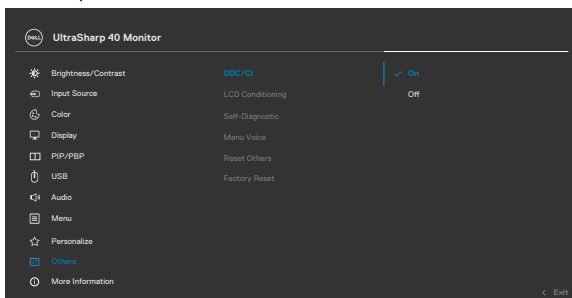 DELL UltraSharp 40 Monitor
Brightness/Contrast DDC/CI ✓ On
Input Source LCD Conditioning Off
Color Self-Diagnostic
Display Menu Voice
PIP/PBP Reset Others
USB Factory Reset
Audio
Menu
Personalize
Others
More Information
< Exit